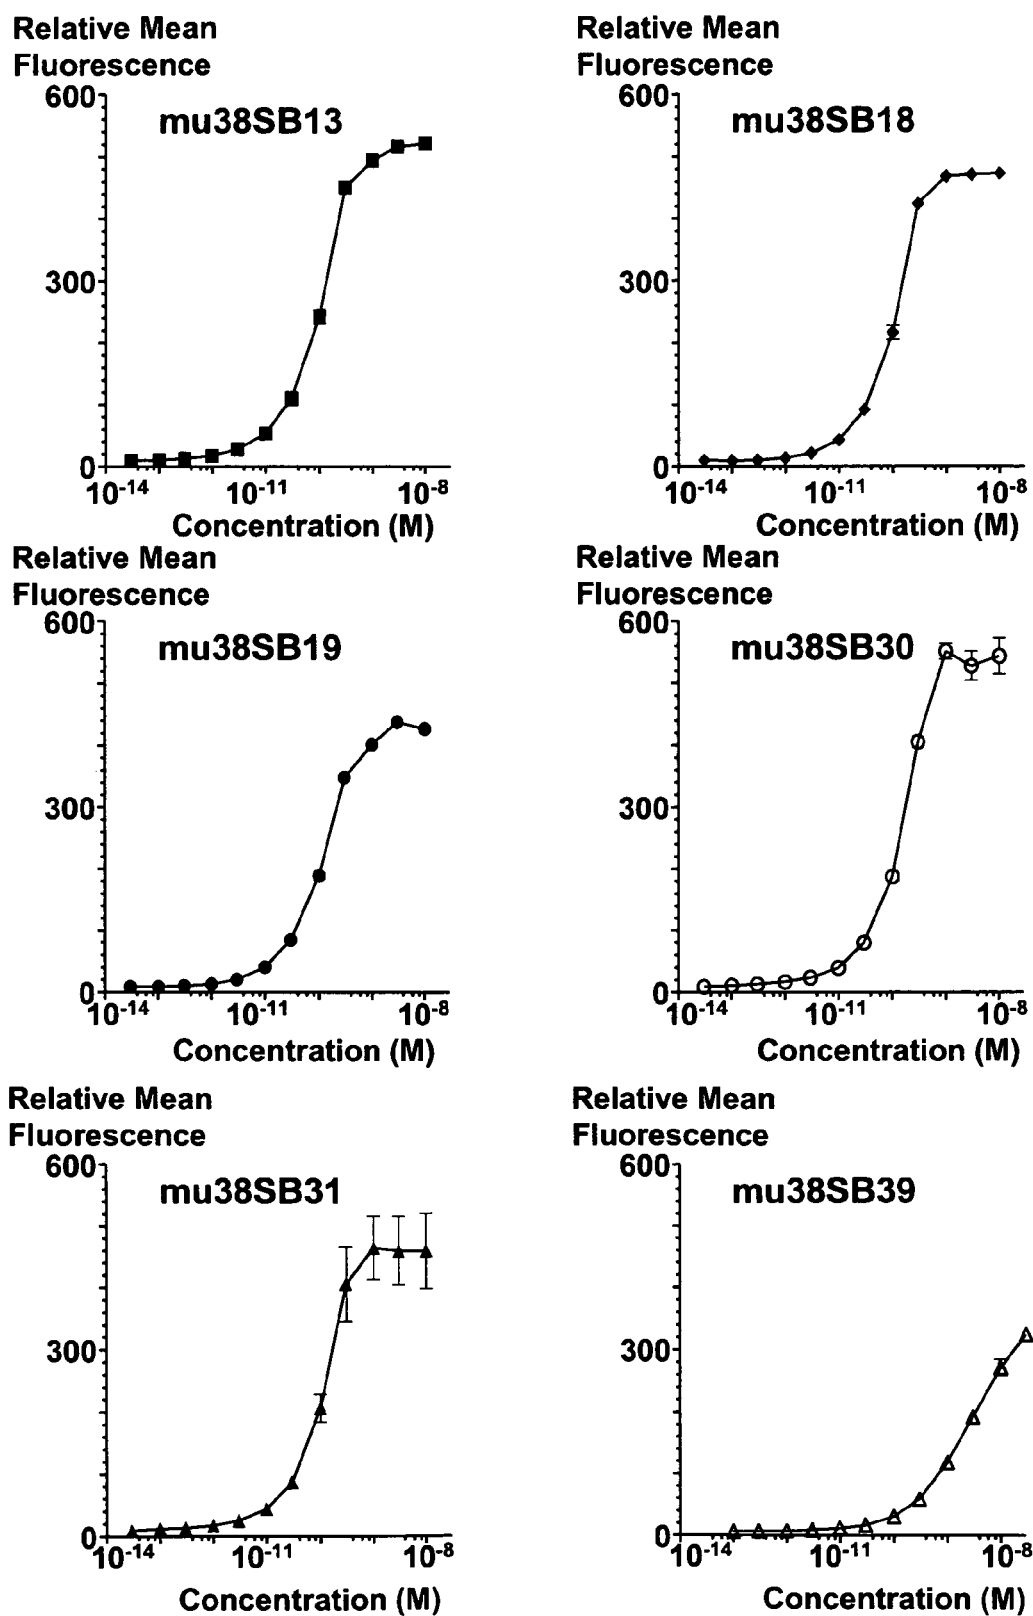 Relative Mean
Fluorescence
600
mu38SB13
300
0
10-14
10-11
10-8
Concentration (M)
Relative Mean
Fluorescence
600
mu38SB18
300
0
10-14
10-11
10-8
Concentration (M)
Relative Mean
Fluorescence
600
mu38SB19
300
0
10-14
10-11
10-8
Concentration (M)
Relative Mean
Fluorescence
600
mu38SB30
300
0
10-14
10-11
10-8
Concentration (M)
Relative Mean
Fluorescence
600
mu38SB31
300
0
10-14
10-11
10-8
Concentration (M)
Relative Mean
Fluorescence
600
mu38SB39
300
0
10-14
10-11
10-8
Concentration (M)